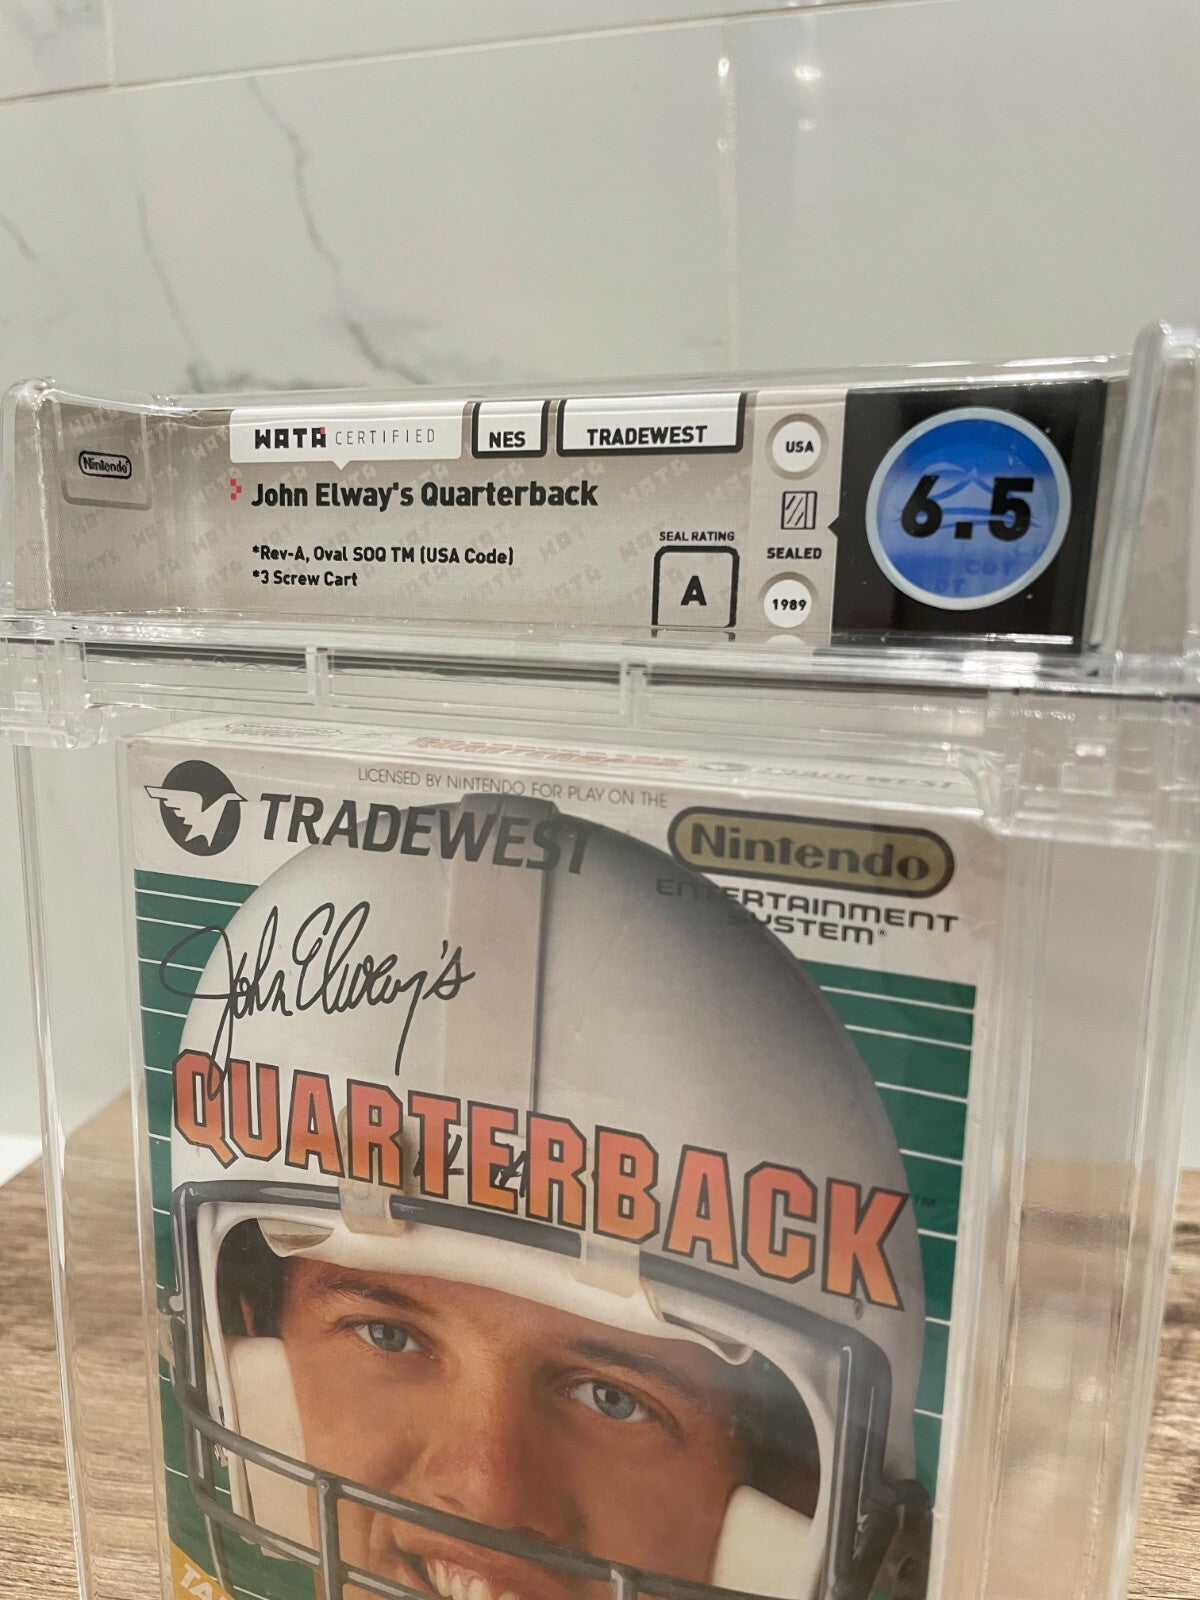 Nintendo
WATA CERTIFIED
NES
TRADEWEST
John Elway's Quarterback
*Rev-A, Oval SOQ TM (USA Code)
*3 Screw Cart
SEAL RATING
A
USA
SEALED
1989
6.5
QUARTERBACK
TRADEWEST
LICENSED BY NINTENDO FOR PLAY ON THE
TRADEWEST
Nintendo
ENTERTAINMENT
SYSTEM®
John Elway's
QUARTERBACK™